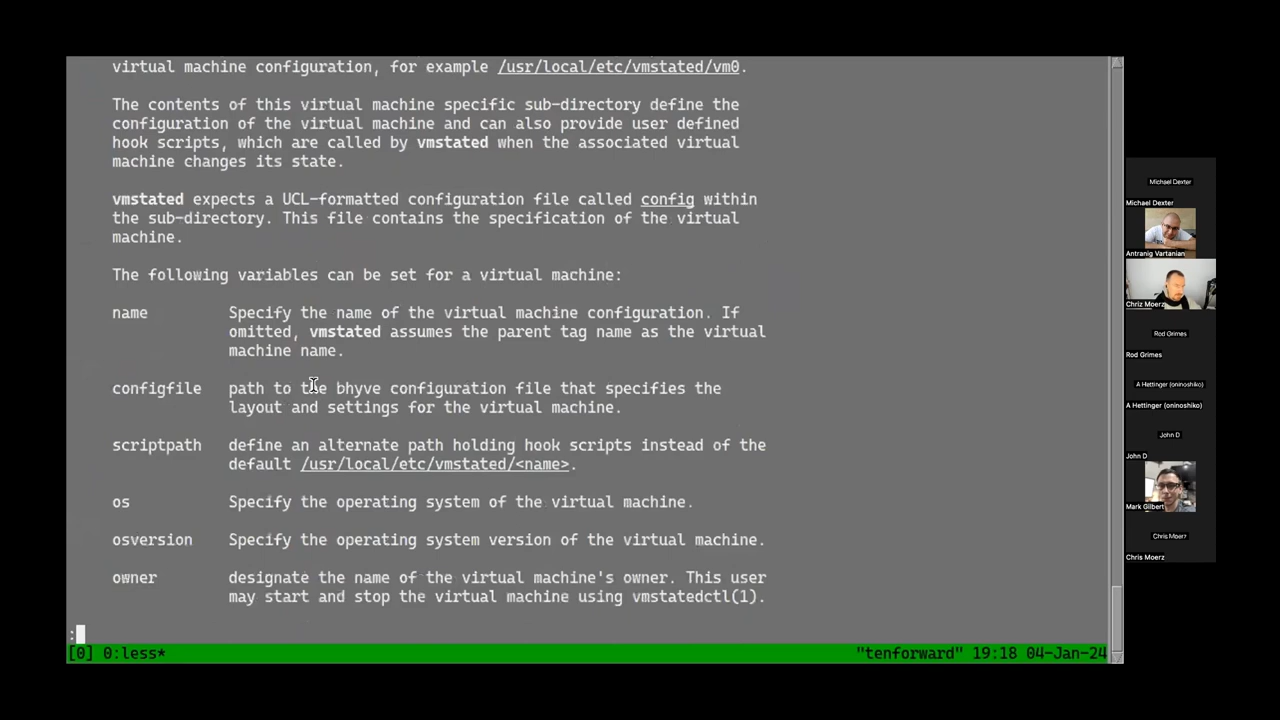 virtual machine configuration, for example /usr/local/etc/vmstated/vm0.
The contents of this virtual machine specific sub-directory define the
configuration of the virtual machine and can also provide user defined
hook scripts, which are called by vmstated when the associated virtual
machine changes its state.
vmstated expects a UCL-formatted configuration file called config within
the sub-directory. This file contains the specification of the virtual
machine.
The following variables can be set for a virtual machine:
name Specify the name of the virtual machine configuration. If
omitted, vmstated assumes the parent tag name as the virtual
machine name.
configfile path to the bhyve configuration file that specifies the
layout and settings for the virtual machine.
scriptpath define an alternate path holding hook scripts instead of the
default /usr/local/etc/vmstated/<name>.
os Specify the operating system of the virtual machine.
osversion Specify the operating system version of the virtual machine.
owner designate the name of the virtual machine's owner. This user
may start and stop the virtual machine using vmstatedctl(1).
:
[0] 0:less* "tenforward" 19:18 04-Jan-24
Michael Dexter
Michael Dexter
Antranig Vartanian
Chriz Moerz
Rod Grimes
Rod Grimes
A Hettinger (oninoshiko)
A Hettinger (oninoshiko)
John D
John D
Mark Gilbert
Chris Moerz
Chris Moerz